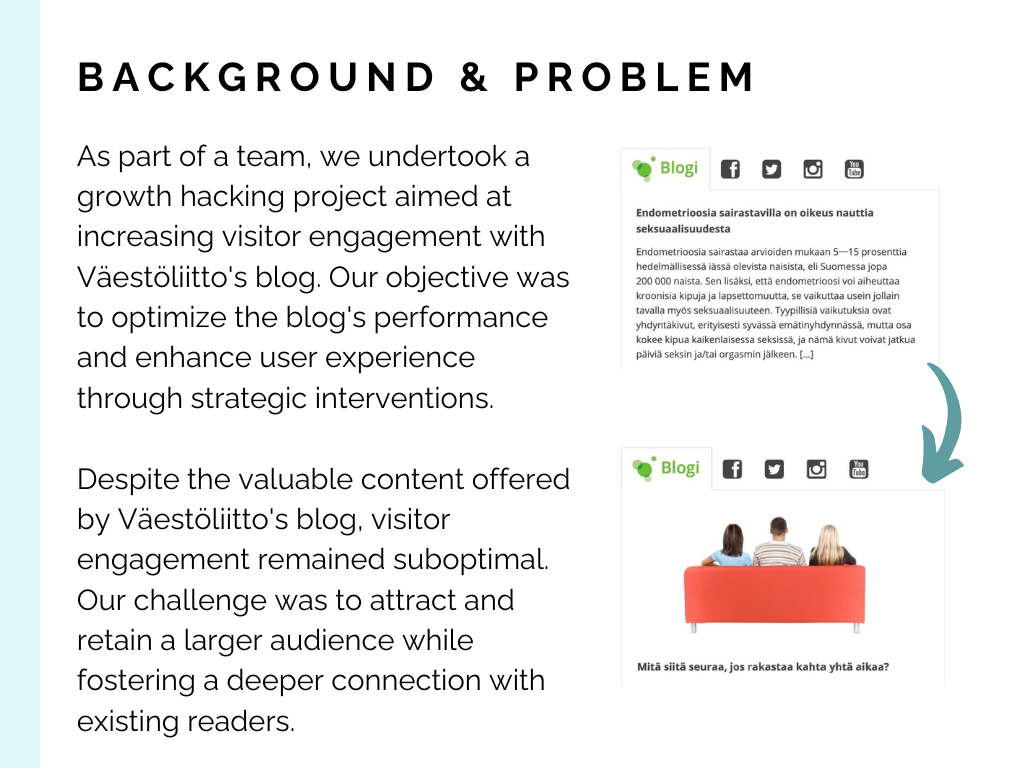 BACKGROUND & PROBLEM
As part of a team, we undertook a
growth hacking project aimed at
increasing visitor engagement with
Väestöliitto's blog. Our objective was
to optimize the blog's performance
and enhance user experience
through strategic interventions.
Despite the valuable content offered
by Väestöliitto's blog, visitor
engagement remained suboptimal.
Our challenge was to attract and
retain a larger audience while
fostering a deeper connection with
existing readers.
Blogi
You Tube
Endometrioosia sairastavilla on oikeus nauttia
seksuaalisuudesta
Endometrioosia sairastaa arvioiden mukaan 5—15 prosenttia
hedelmällisessä iässä olevista naisista, eli Suomessa jopa
200 000 naista. Sen lisäksi, että endometrioosi voi aiheuttaa
kroonisia kipuja ja lapsettomuutta, se vaikuttaa usein jollain
tavalla myös seksuaalisuuteen. Tyypillisiä vaikutuksia ovat
yhdyntäkivut, erityisesti syvässä emätinyhdynnässä, mutta osa
kokee kipua kaikenlaisessa seksissä, ja nämä kivut voivat jatkua
päiviä seksin ja/tai orgasmin jälkeen. [...]
Blogi
You Tube
Mitä siitä seuraa, jos rakastaa kahta yhtä aikaa?